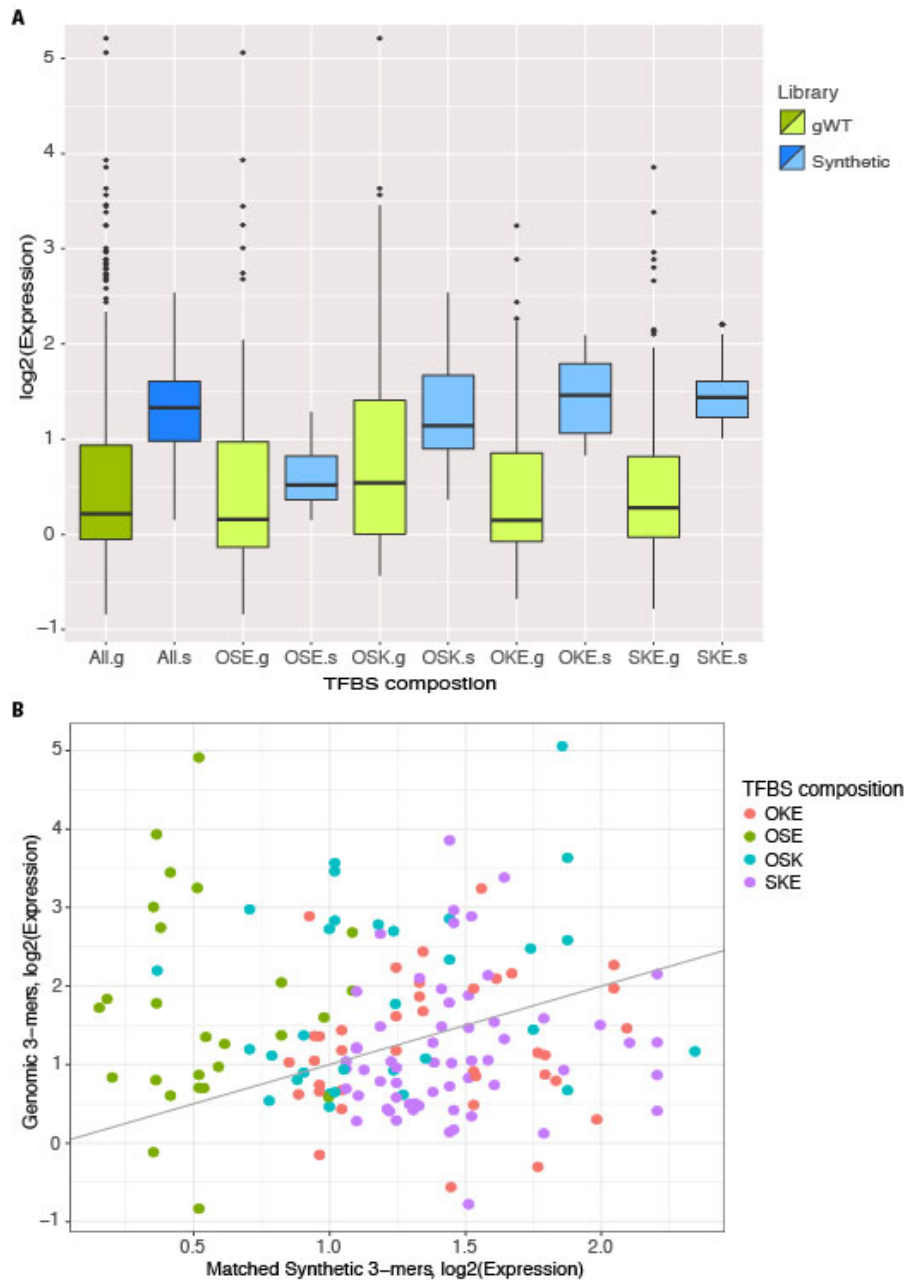 A
log2(Expression)
5
4
3
2
1
0
−1
All.g All.s OSE.g OSE.s OSK.g OSK.s OKE.g OKE.s SKE.g SKE.s
TFBS compostion
Library
gWT
Synthetic
B
Genomic 3−mers, log2(Expression)
5
4
3
2
1
0
−1
0.5 1.0 1.5 2.0
Matched Synthetic 3−mers, log2(Expression)
TFBS composition
OKE
OSE
OSK
SKE